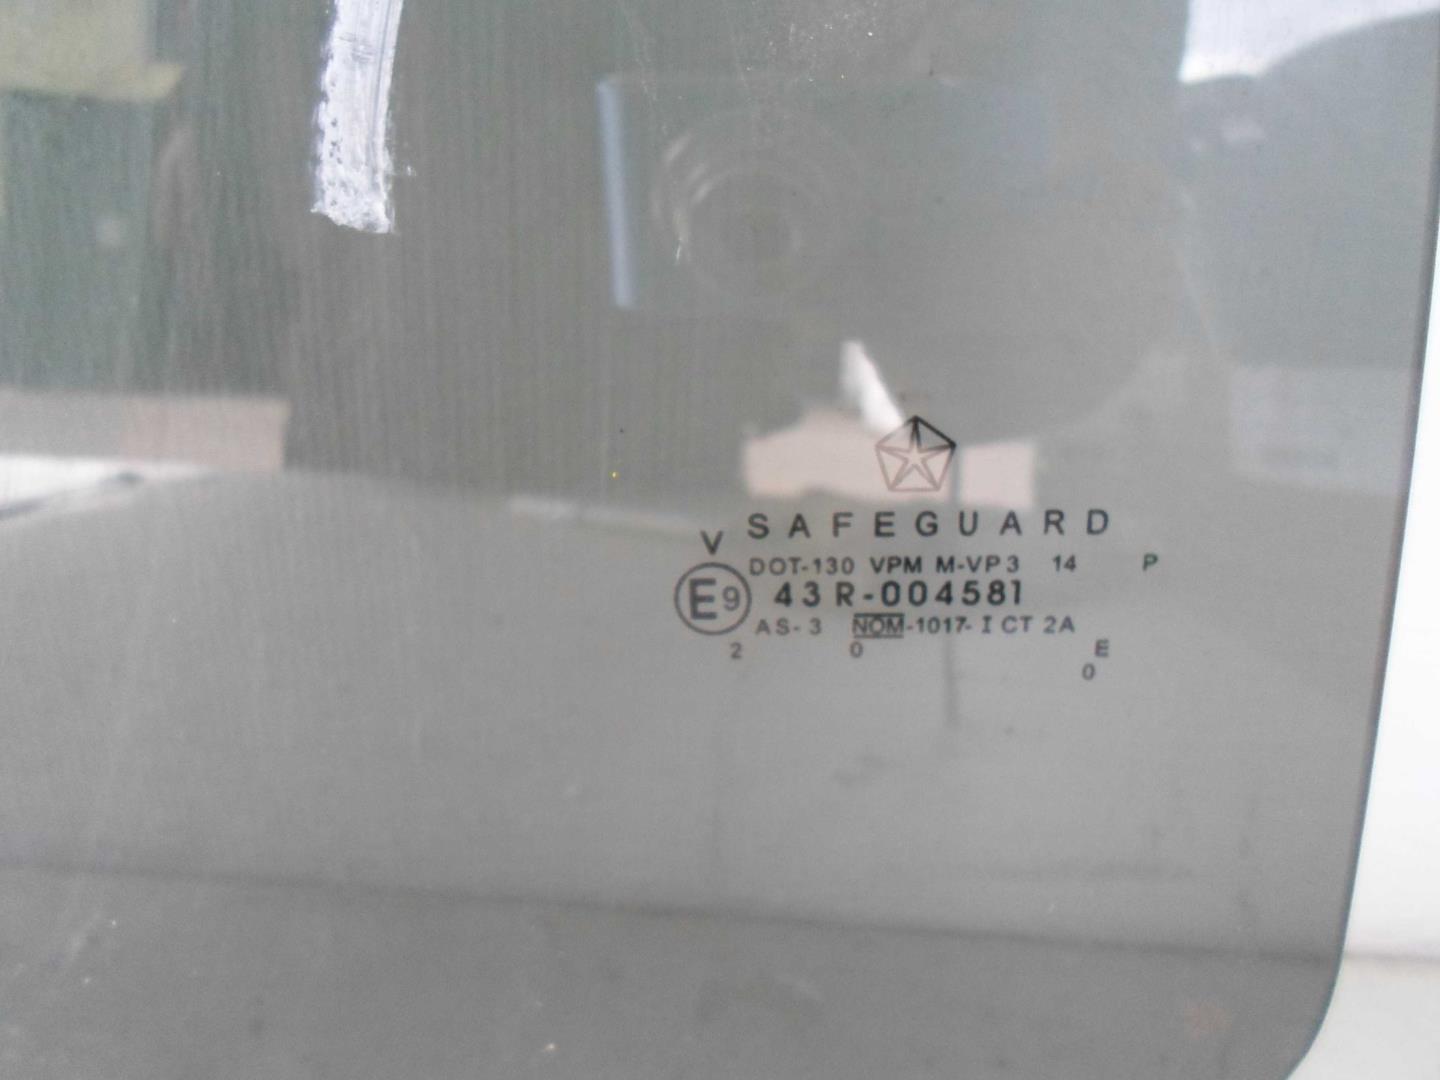 SAFEGUARD
V DOT-130 VPM M-VP3 14 P
E9 43R-004581
AS-3 NOM-1017-I CT 2A
2 0 E
0